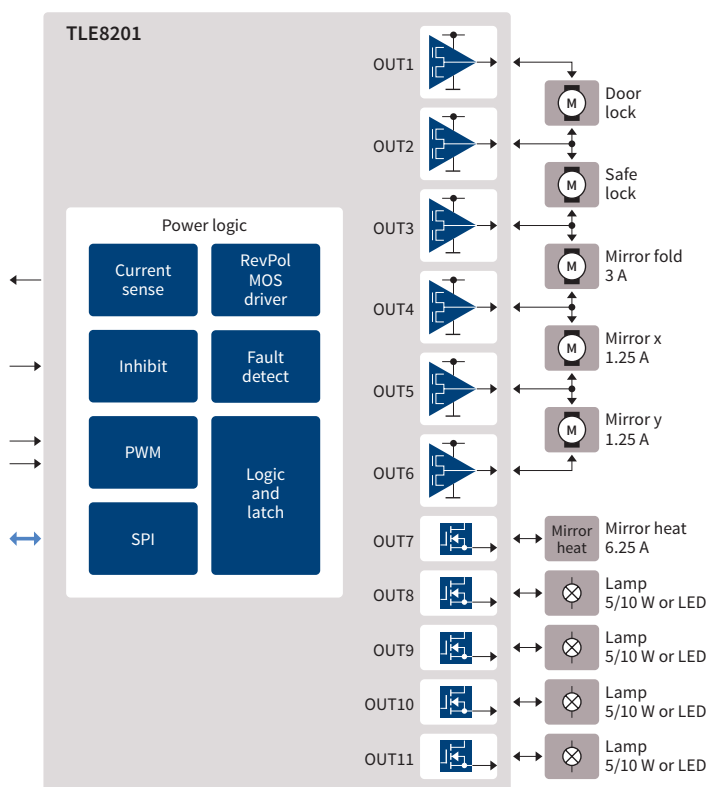 TLE8201
Power logic
Current
sense
RevPol
MOS
driver
Inhibit
Fault
detect
PWM
Logic
and
latch
SPI
OUT1
OUT2
OUT3
OUT4
OUT5
OUT6
OUT7
OUT8
OUT9
OUT10
OUT11
M
Door
lock
M
Safe
lock
M
Mirror fold
3 A
M
Mirror x
1.25 A
M
Mirror y
1.25 A
Mirror
heat
Mirror heat
6.25 A
Lamp
5/10 W or LED
Lamp
5/10 W or LED
Lamp
5/10 W or LED
Lamp
5/10 W or LED